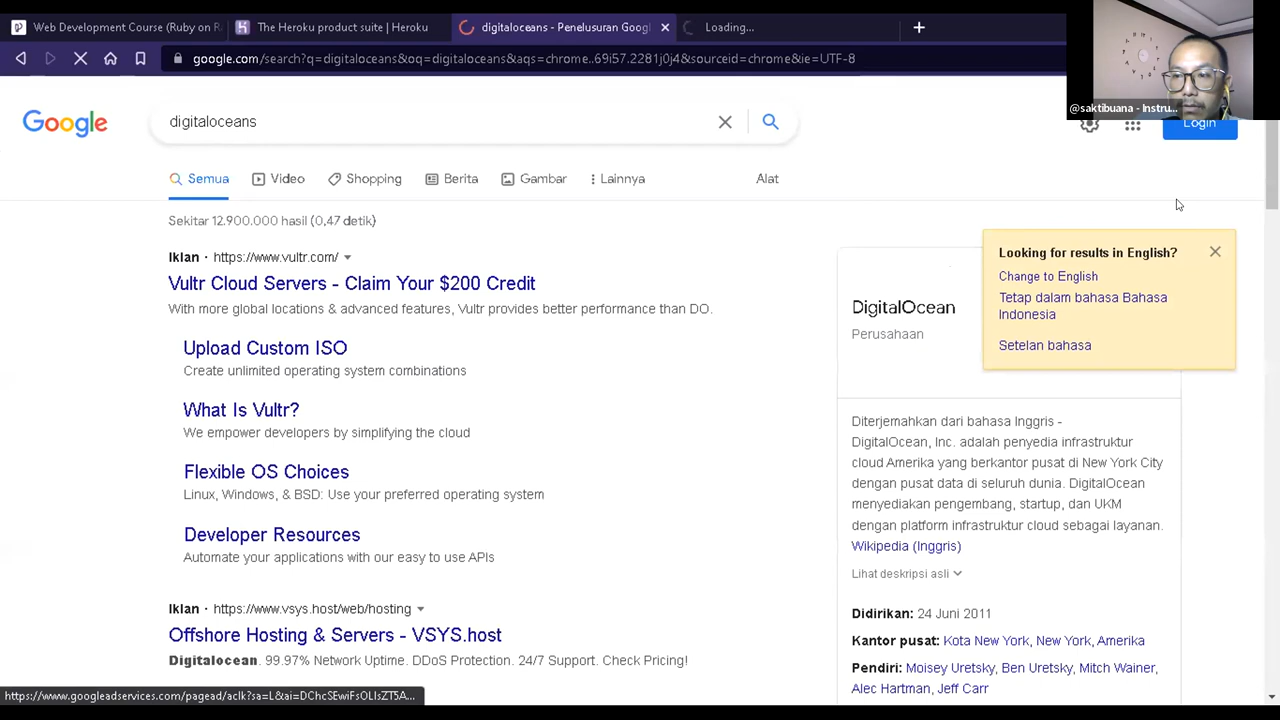 Web Development Course (Ruby on R
The Heroku product suite | Heroku
digitaloceans - Penelusuran Googl
Loading...
google.com/search?q=digitaloceans&oq=digitaloceans&aqs=chrome..69i57.2281j0j4&sourceid=chrome&ie=UTF-8
@saktibuana - Instru...
Google
digitaloceans
Login
Semua
Video
Shopping
Berita
Gambar
Lainnya
Alat
Sekitar 12.900.000 hasil (0,47 detik)
Iklan · https://www.vultr.com/
Vultr Cloud Servers - Claim Your $200 Credit
With more global locations & advanced features, Vultr provides better performance than DO.
Upload Custom ISO
Create unlimited operating system combinations
What Is Vultr?
We empower developers by simplifying the cloud
Flexible OS Choices
Linux, Windows, & BSD: Use your preferred operating system
Developer Resources
Automate your applications with our easy to use APIs
Iklan · https://www.vsys.host/web/hosting
Offshore Hosting & Servers - VSYS.host
Digitalocean. 99.97% Network Uptime. DDoS Protection. 24/7 Support. Check Pricing!
https://www.googleadservices.com/pagead/aclk?sa=L&ai=DChcSEwiFsOLIsZT5A...
Looking for results in English?
Change to English
Tetap dalam bahasa Bahasa
Indonesia
Setelan bahasa
DigitalOcean
Perusahaan
Diterjemahkan dari bahasa Inggris -
DigitalOcean, Inc. adalah penyedia infrastruktur
cloud Amerika yang berkantor pusat di New York City
dengan pusat data di seluruh dunia. DigitalOcean
menyediakan pengembang, startup, dan UKM
dengan platform infrastruktur cloud sebagai layanan.
Wikipedia (Inggris)
Lihat deskripsi asli
Didirikan: 24 Juni 2011
Kantor pusat: Kota New York, New York, Amerika
Pendiri: Moisey Uretsky, Ben Uretsky, Mitch Wainer,
Alec Hartman, Jeff Carr